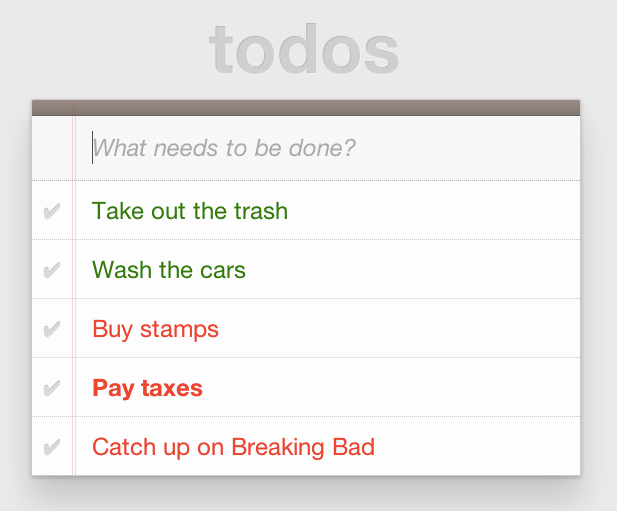 todos
What needs to be done?
Take out the trash
Wash the cars
Buy stamps
Pay taxes
Catch up on Breaking Bad